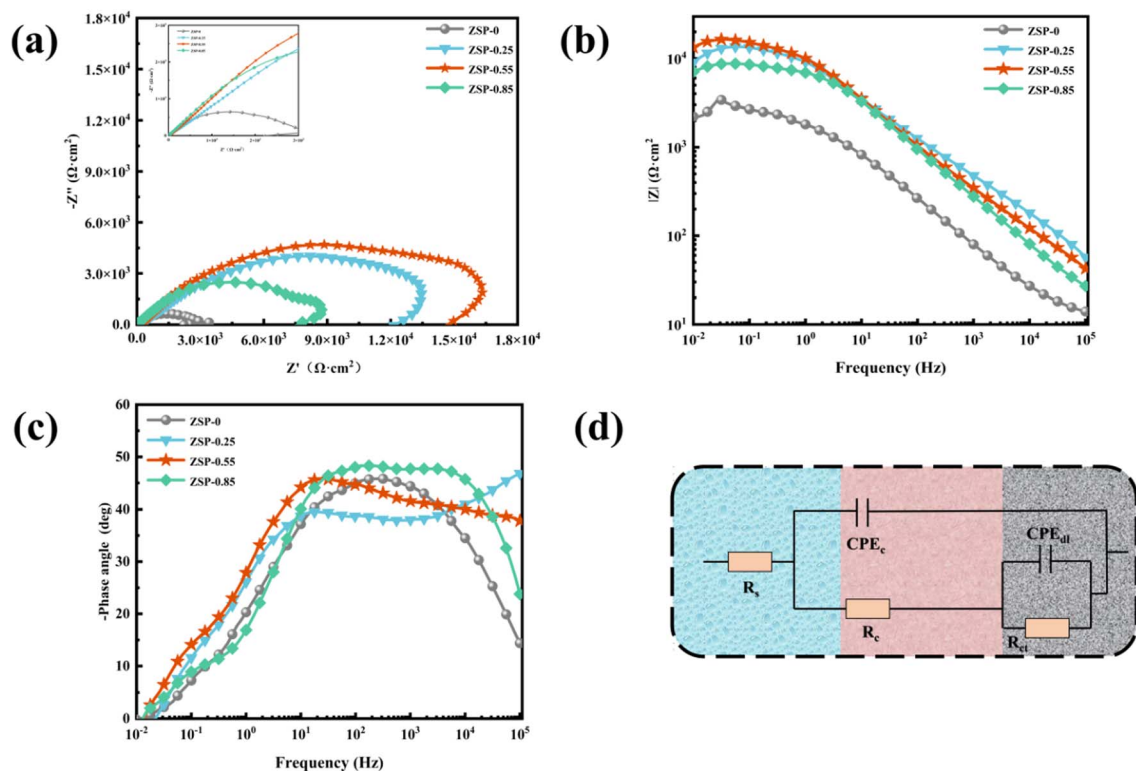 (a)
1.8×10⁴
1.5×10⁴
1.2×10⁴
9.0×10³
6.0×10³
3.0×10³
0.0
-Z'' (Ω·cm²)
0.0
3.0×10³
6.0×10³
9.0×10³
1.2×10⁴
1.5×10⁴
1.8×10⁴
Z' (Ω·cm²)
ZSP-0
ZSP-0.25
ZSP-0.55
ZSP-0.85
(b)
10⁴
10³
10²
10¹
|Z| (Ω·cm²
10⁻²
10⁻¹
10⁰
10¹
10²
10³
10⁴
10⁵
Frequency (Hz)
ZSP-0
ZSP-0.25
ZSP-0.55
ZSP-0.85
(c)
60
50
40
30
20
10
0
-Phase angle (deg)
10⁻²
10⁻¹
10⁰
10¹
10²
10³
10⁴
10⁵
Frequency (Hz)
ZSP-0
ZSP-0.25
ZSP-0.55
ZSP-0.85
(d)
CPEc
CPEdl
Rs
Rc
Rct